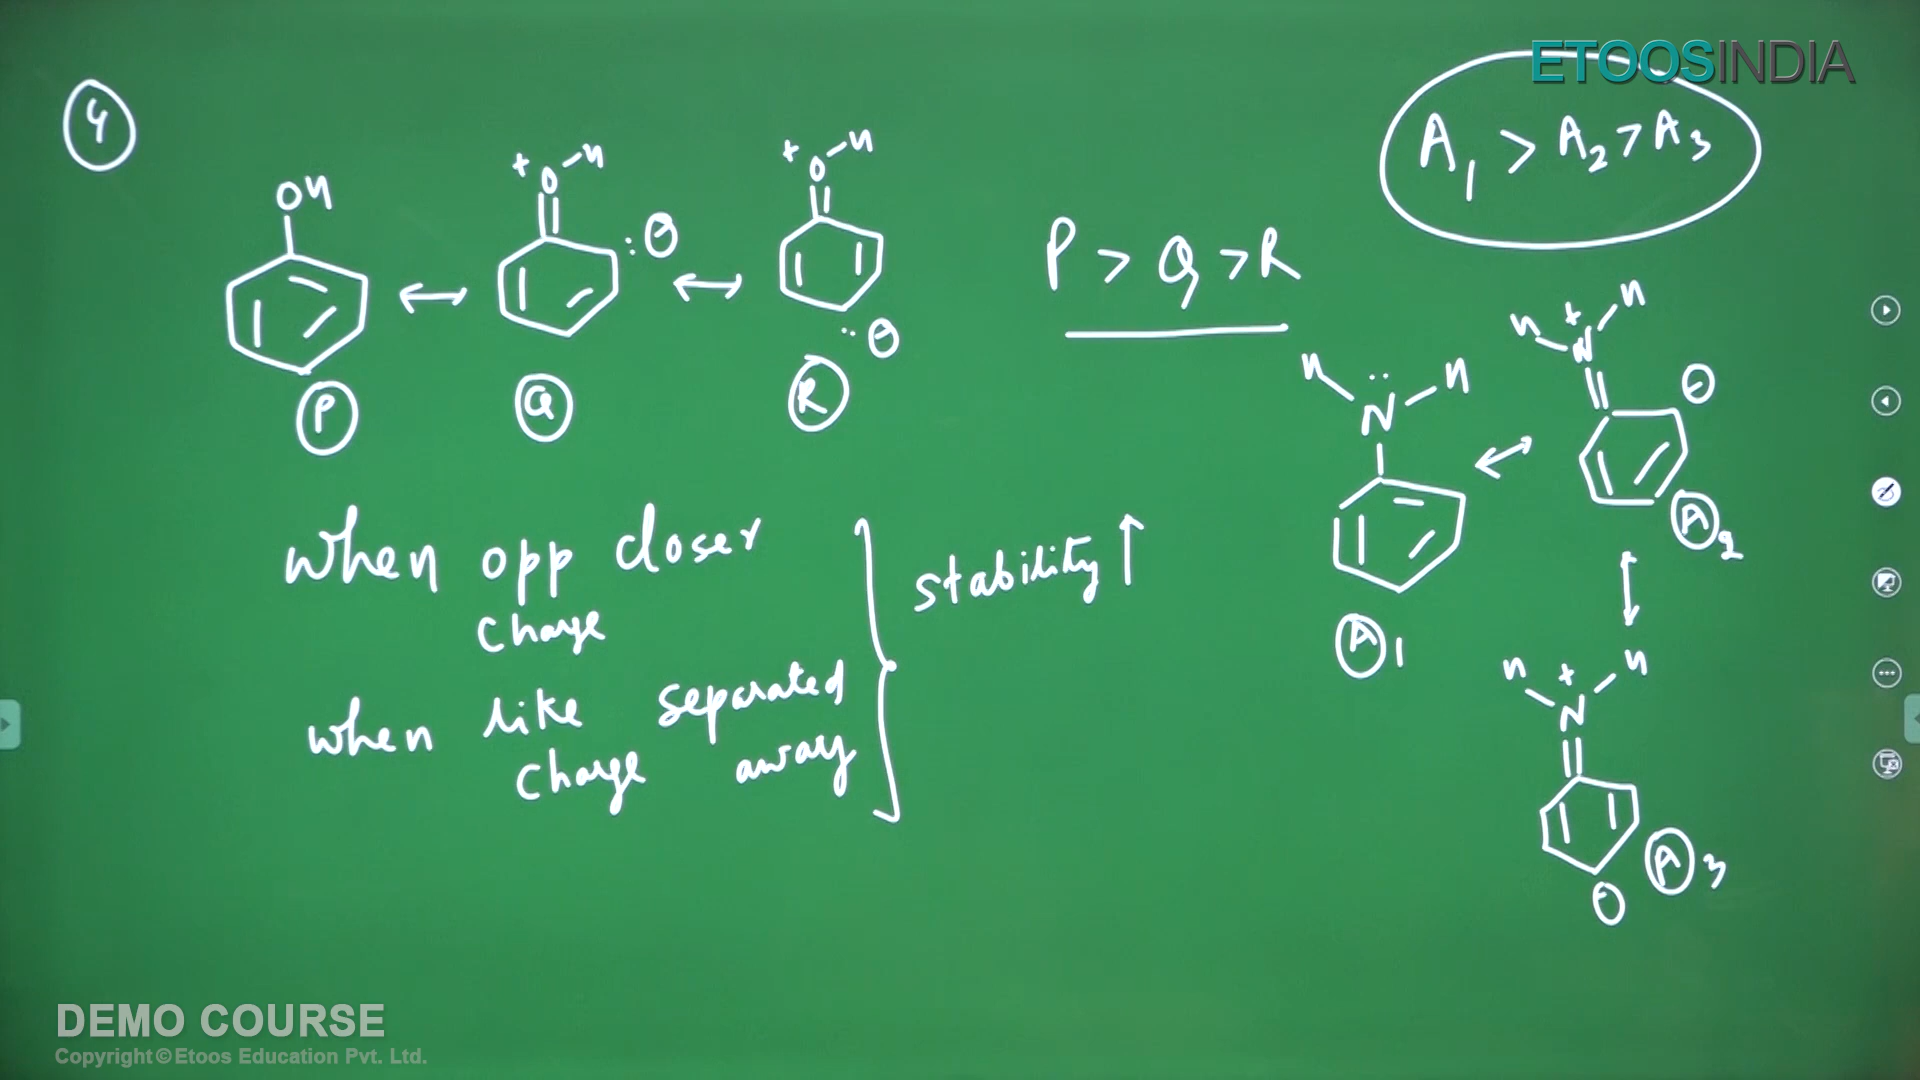 ETOOSINDIA
4
A1 > A2 > A3
OH
+
O-H
:⊖
+
O-H
..⊖
P > Q > R
P
Q
R
H
..
N
H
H
+
N
H
⊖
A1
A2
when opp closer
charge
stability ↑
when like separated
charge away
H
+
N
H
A3
⊖
DEMO COURSE
Copyright © Etoos Education Pvt. Ltd.